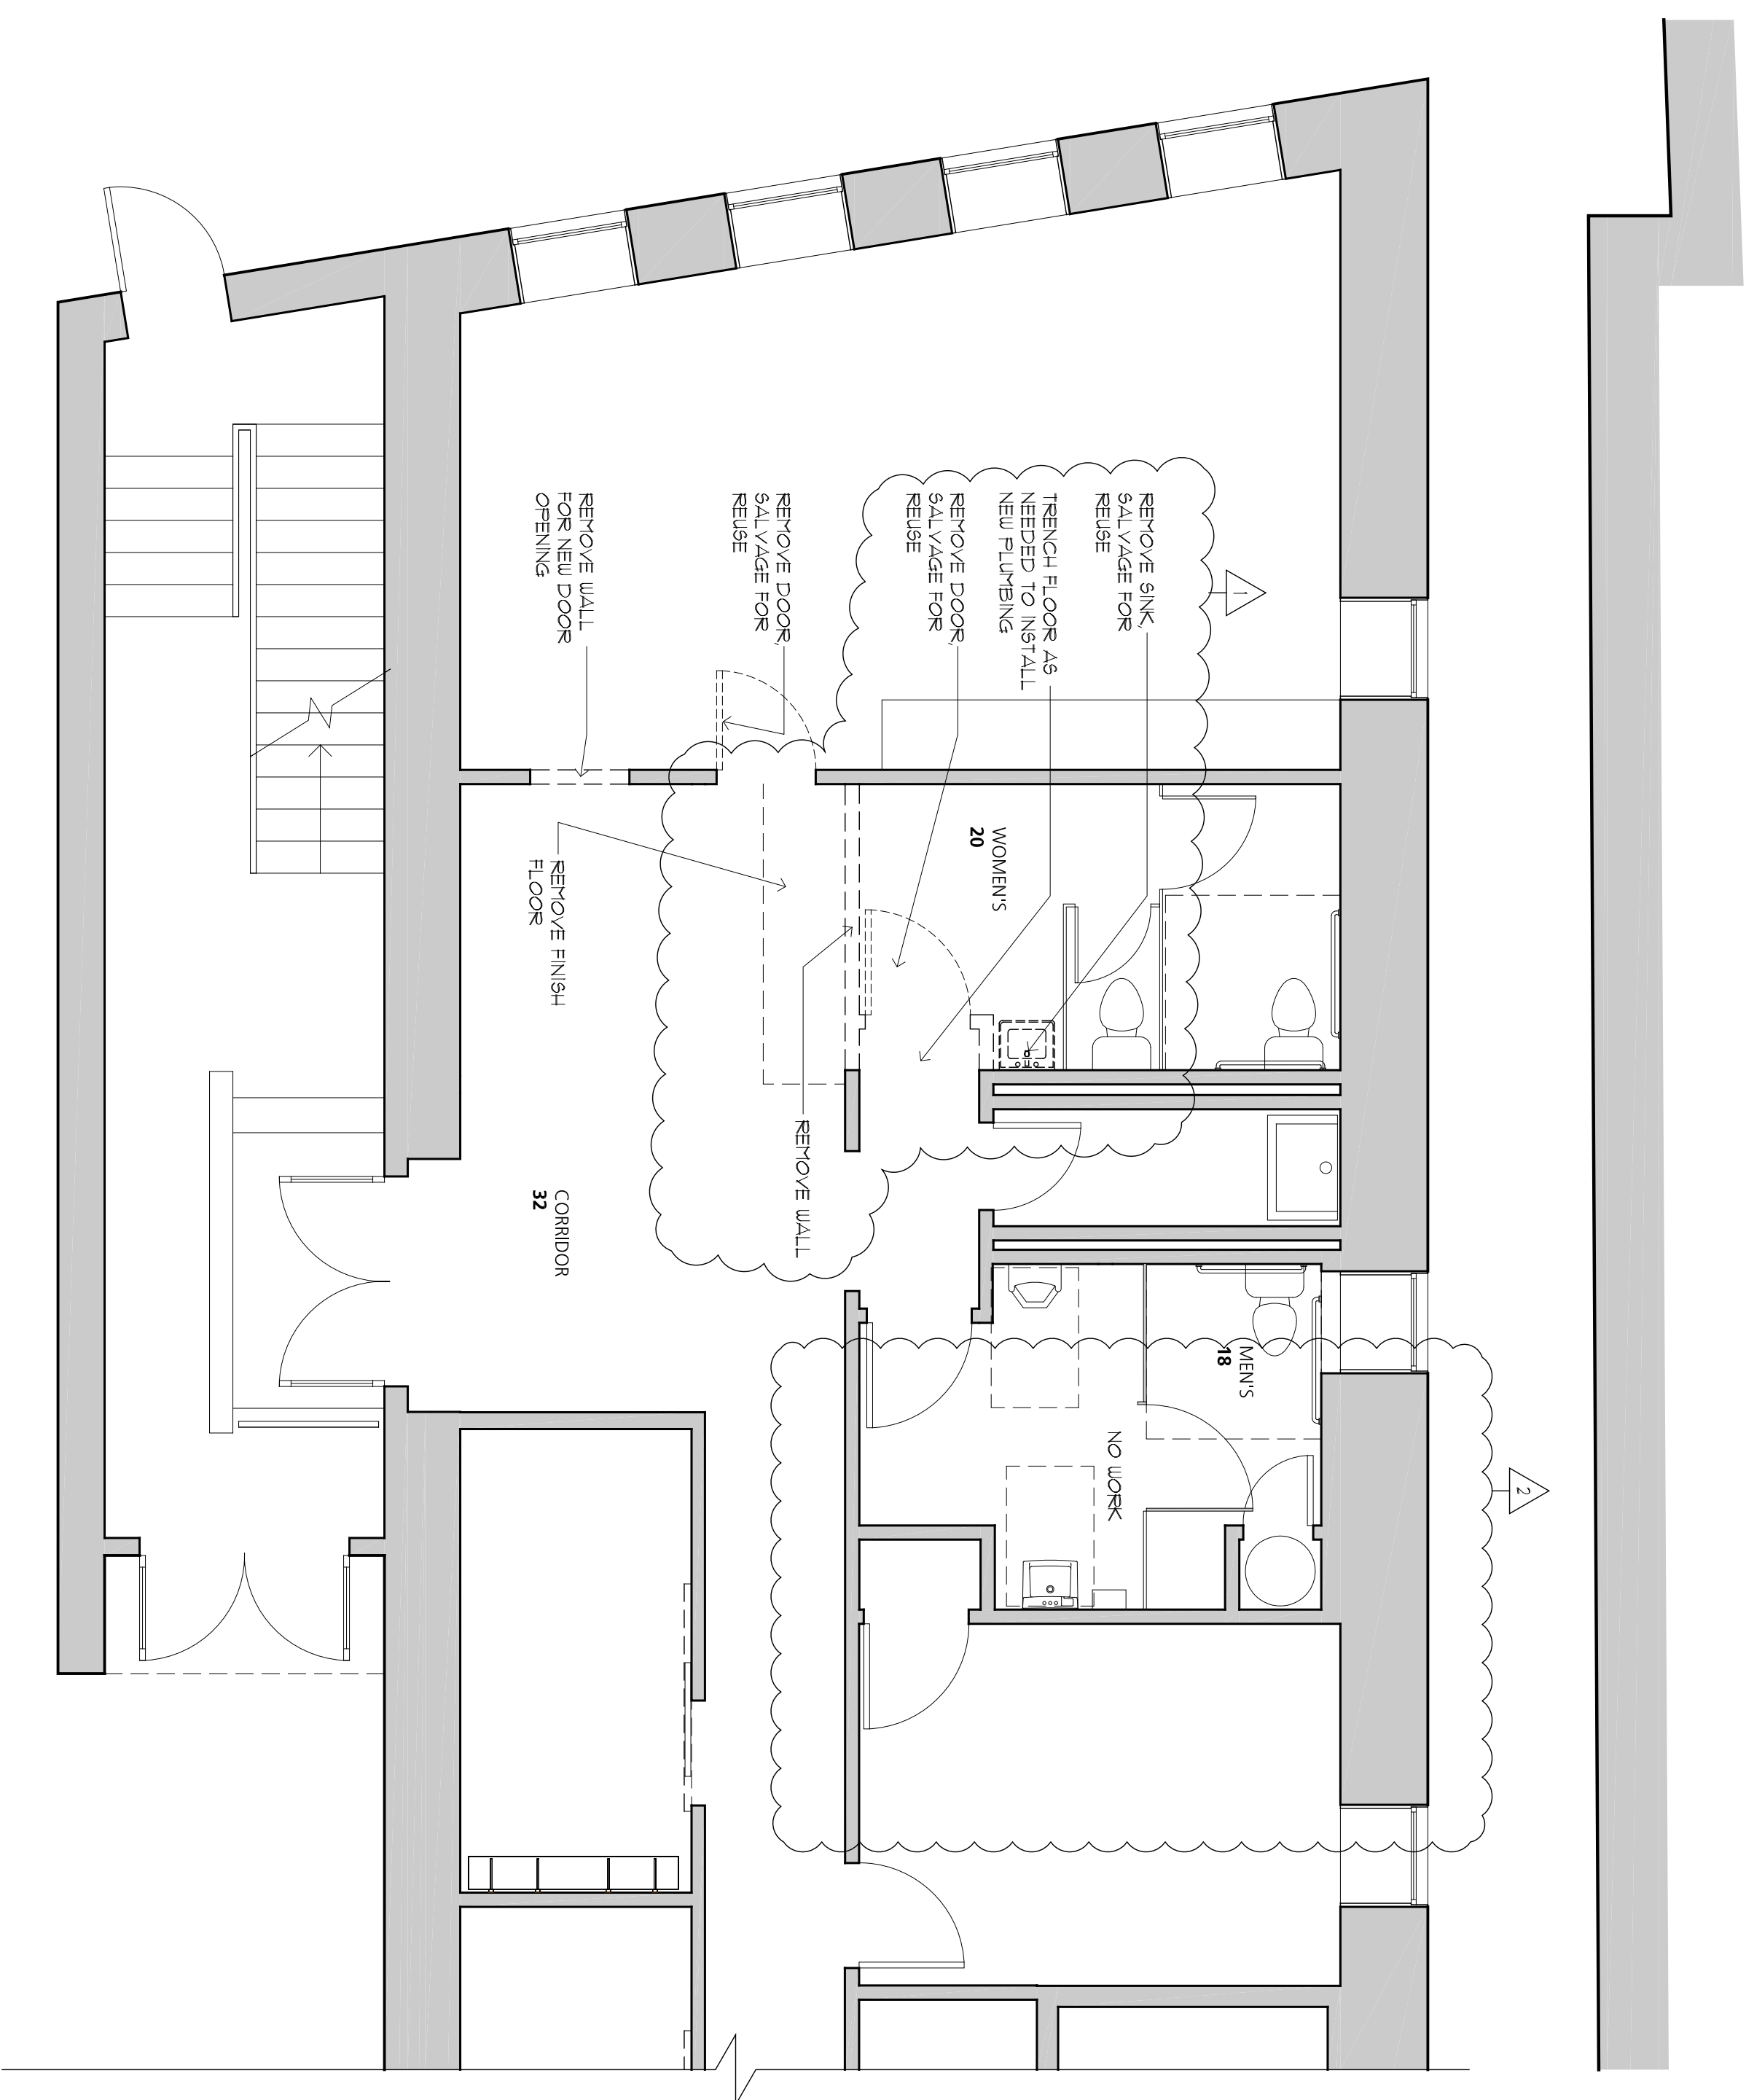 REMOVE SINK,
SALVAGE FOR
REUSE
TRENCH FLOOR AS
NEEDED TO INSTALL
NEW PLUMBING
REMOVE DOOR,
SALVAGE FOR
REUSE
REMOVE DOOR,
SALVAGE FOR
REUSE
REMOVE WALL
FOR NEW DOOR
OPENING
1
WOMEN'S
20
REMOVE FINISH
FLOOR
REMOVE WALL
CORRIDOR
32
MEN'S
18
NO WORK
2